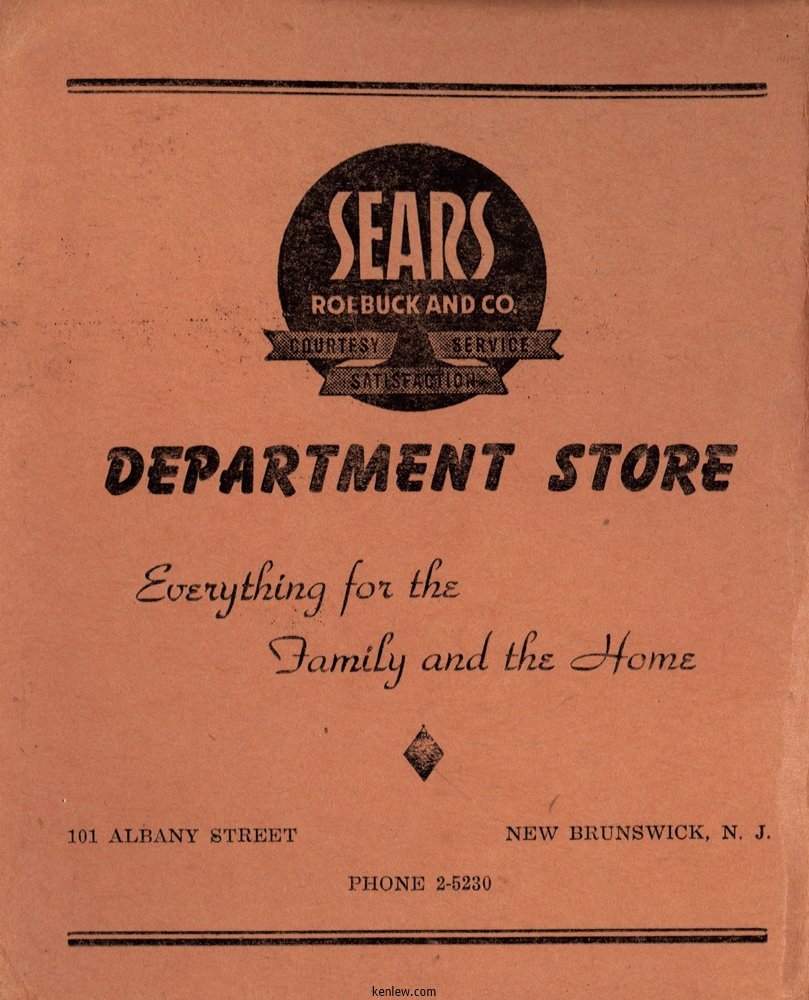 SEARS
ROEBUCK AND CO.
COURTESY SERVICE
SATISFACTION
DEPARTMENT STORE
Everything for the
Family and the Home
101 ALBANY STREET NEW BRUNSWICK, N. J.
PHONE 2-5230
kenlew.com